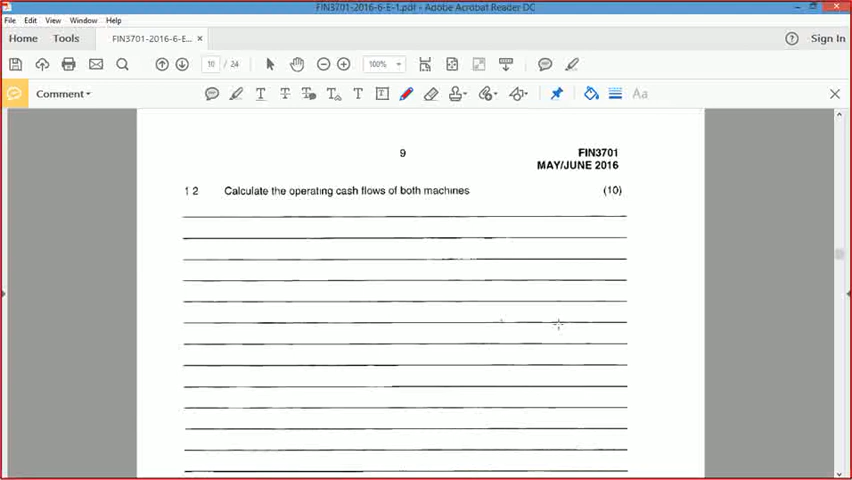 FIN3701-2016-6-E-1.pdf - Adobe Acrobat Reader DC
File Edit View Window Help
Home Tools FIN3701-2016-6-E... × ? Sign In
10 / 24 100%
Comment Aa
9 FIN3701
MAY/JUNE 2016
1 2 Calculate the operating cash flows of both machines (10)